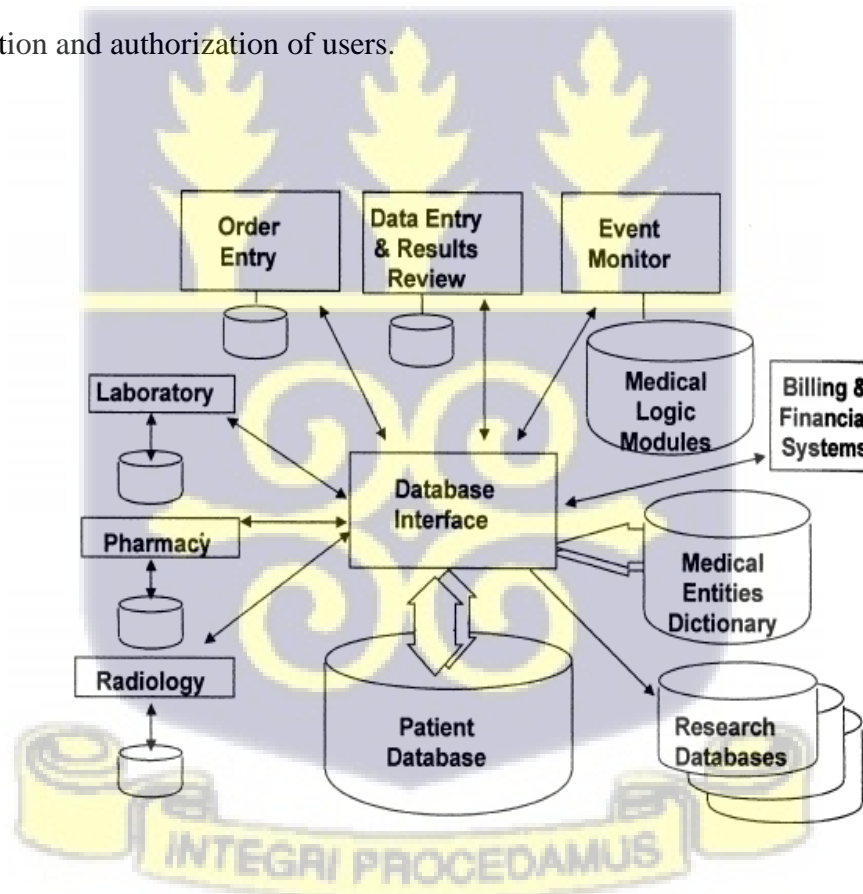 tion and authorization of users.
Order
Entry
Data Entry
& Results
Review
Event
Monitor
Medical
Logic
Modules
Billing &
Financial
Systems
Laboratory
Database
Interface
Pharmacy
Medical
Entities
Dictionary
Radiology
Patient
Database
Research
Databases
INTEGRI PROCEDAMUS